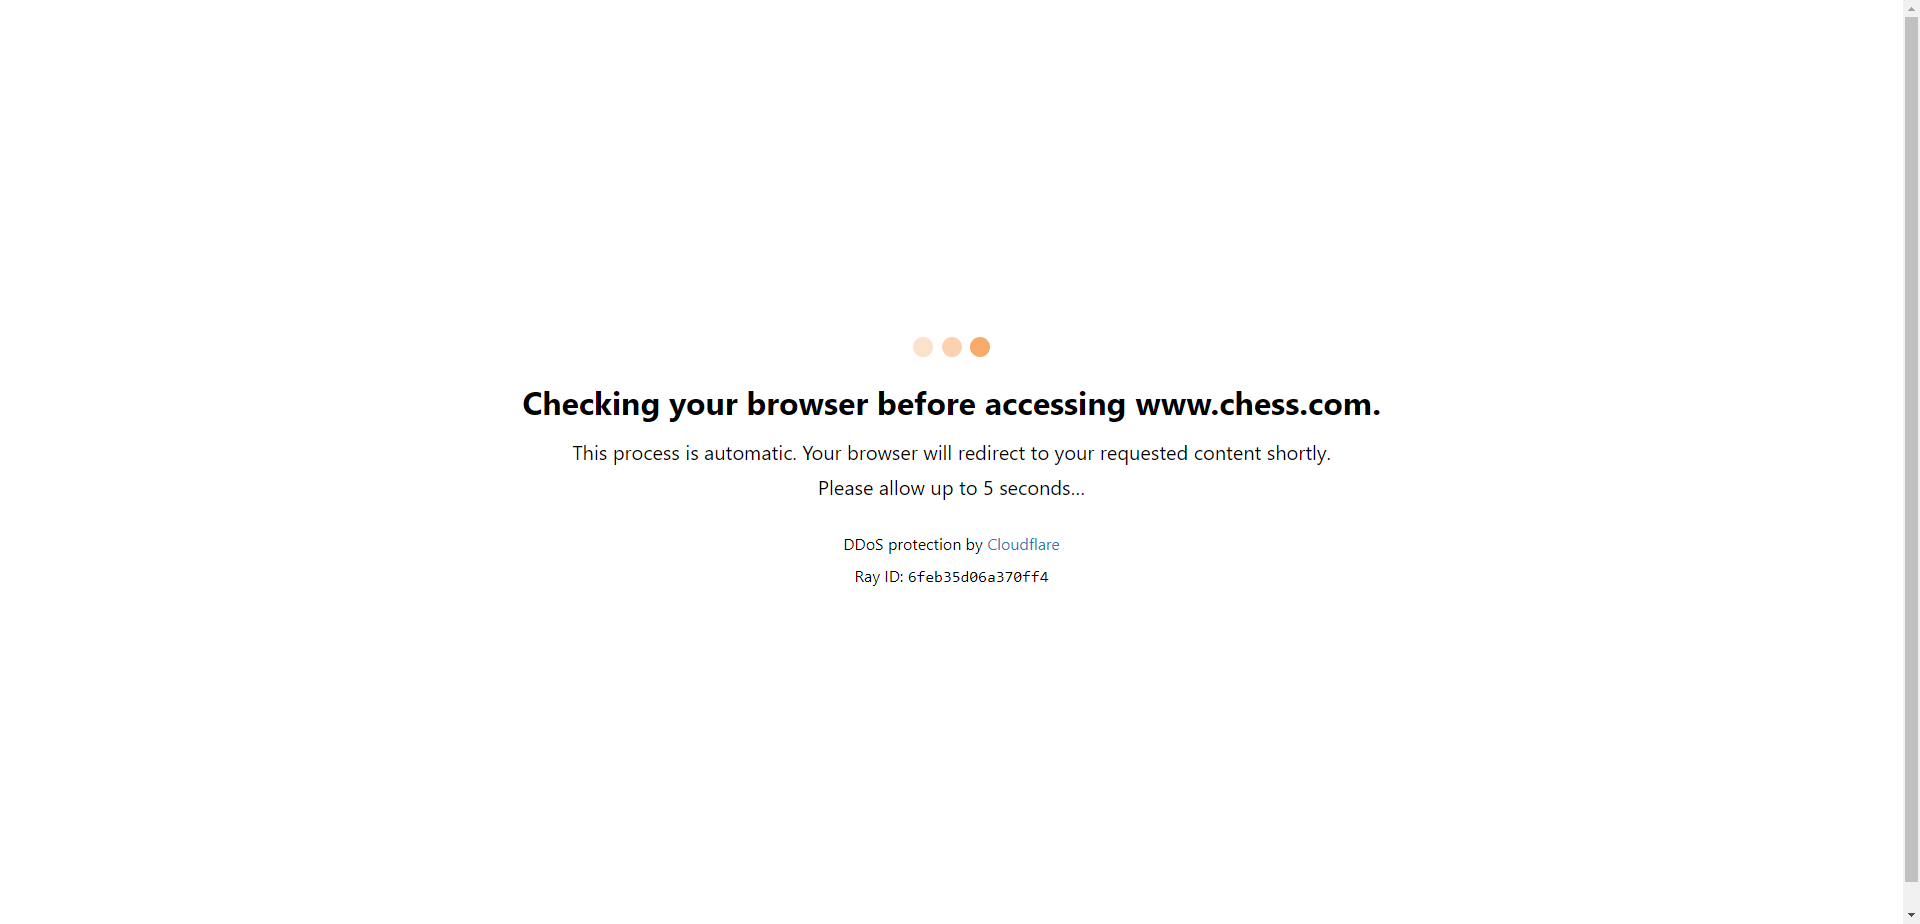 Checking your browser before accessing www.chess.com.
This process is automatic. Your browser will redirect to your requested content shortly.
Please allow up to 5 seconds...
DDoS protection by Cloudflare
Ray ID: 6feb35d06a370ff4